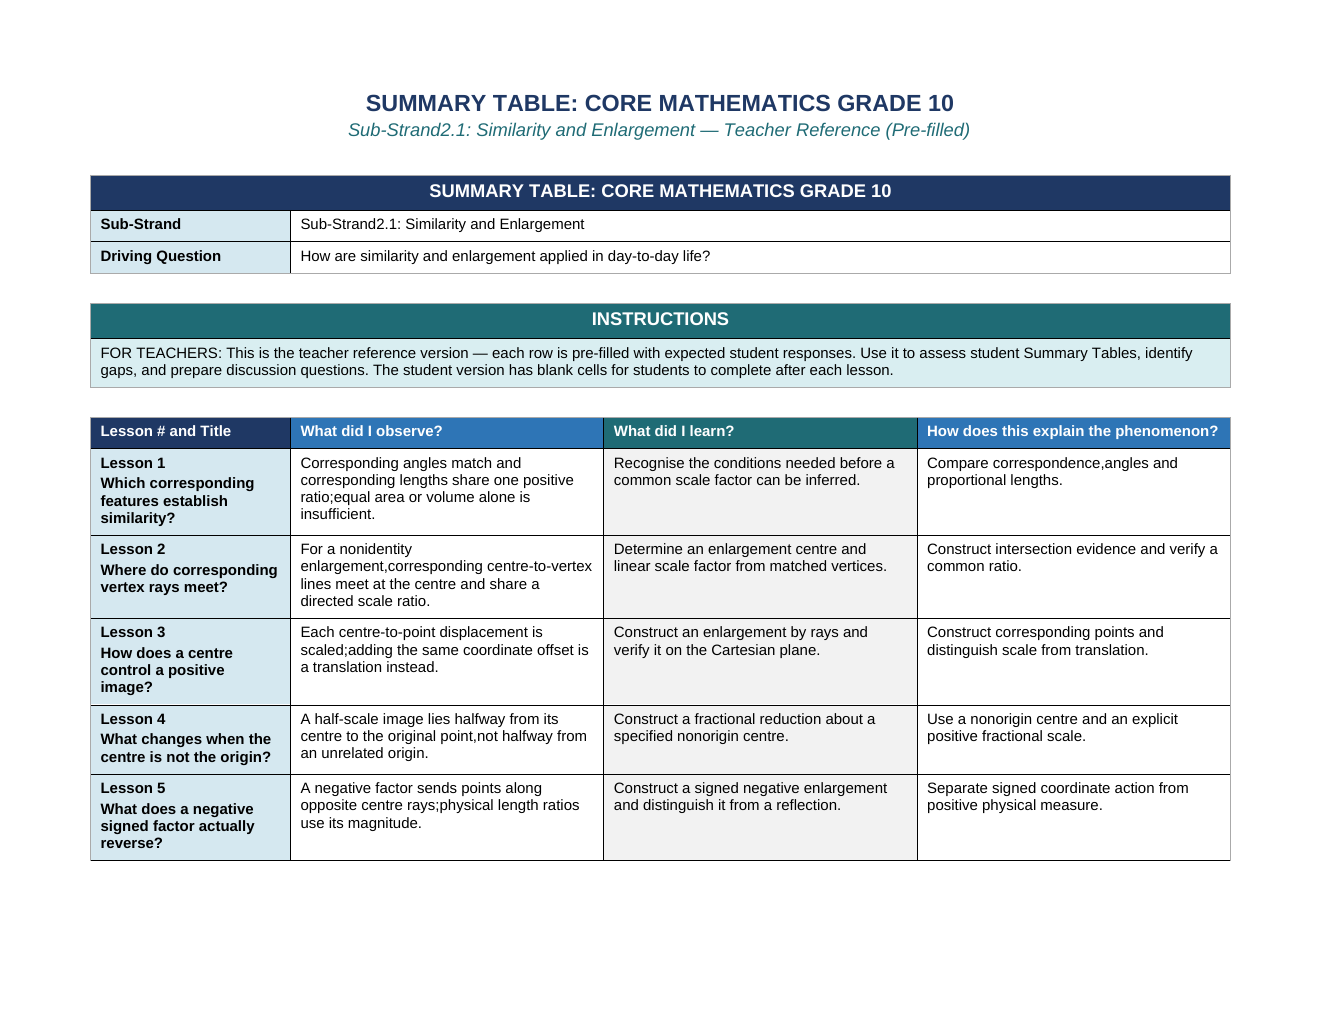 SUMMARY TABLE: CORE MATHEMATICS GRADE 10
Sub-Strand2.1: Similarity and Enlargement — Teacher Reference (Pre-filled)
SUMMARY TABLE: CORE MATHEMATICS GRADE 10
Sub-Strand
Sub-Strand2.1: Similarity and Enlargement
Driving Question
How are similarity and enlargement applied in day-to-day life?
INSTRUCTIONS
FOR TEACHERS: This is the teacher reference version — each row is pre-filled with expected student responses. Use it to assess student Summary Tables, identify
gaps, and prepare discussion questions. The student version has blank cells for students to complete after each lesson.
Lesson # and Title
What did I observe?
What did I learn?
How does this explain the phenomenon?
Lesson 1
Which corresponding
features establish
similarity?
Corresponding angles match and
corresponding lengths share one positive
ratio;equal area or volume alone is
insufficient.
Recognise the conditions needed before a
common scale factor can be inferred.
Compare correspondence,angles and
proportional lengths.
Lesson 2
Where do corresponding
vertex rays meet?
For a nonidentity
enlargement,corresponding centre-to-vertex
lines meet at the centre and share a
directed scale ratio.
Determine an enlargement centre and
linear scale factor from matched vertices.
Construct intersection evidence and verify a
common ratio.
Lesson 3
How does a centre
control a positive
image?
Each centre-to-point displacement is
scaled;adding the same coordinate offset is
a translation instead.
Construct an enlargement by rays and
verify it on the Cartesian plane.
Construct corresponding points and
distinguish scale from translation.
Lesson 4
What changes when the
centre is not the origin?
A half-scale image lies halfway from its
centre to the original point,not halfway from
an unrelated origin.
Construct a fractional reduction about a
specified nonorigin centre.
Use a nonorigin centre and an explicit
positive fractional scale.
Lesson 5
What does a negative
signed factor actually
reverse?
A negative factor sends points along
opposite centre rays;physical length ratios
use its magnitude.
Construct a signed negative enlargement
and distinguish it from a reflection.
Separate signed coordinate action from
positive physical measure.